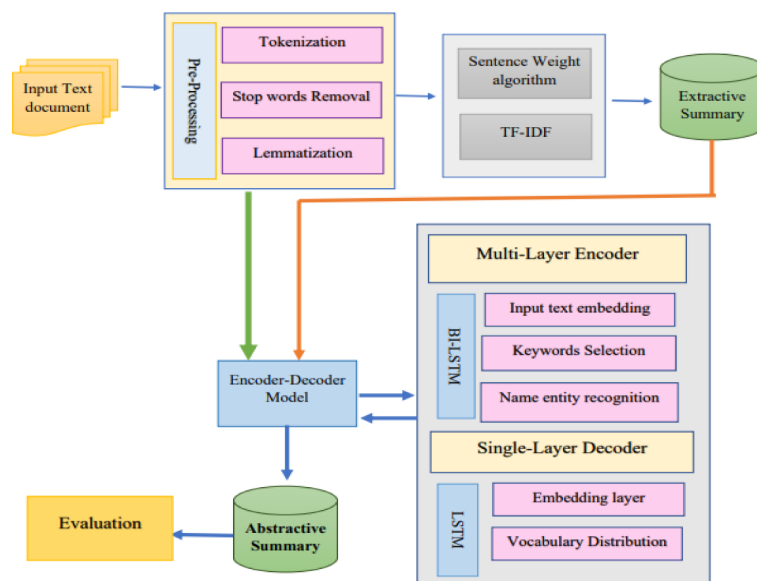 Input Text
document
Pre-Processing
Tokenization
Stop words Removal
Lemmatization
Sentence Weight
algorithm
TF-IDF
Extractive
Summary
Multi-Layer Encoder
BI-LSTM
Input text embedding
Keywords Selection
Name entity recognition
Encoder-Decoder
Model
Single-Layer Decoder
LSTM
Embedding layer
Vocabulary Distribution
Abstractive
Summary
Evaluation